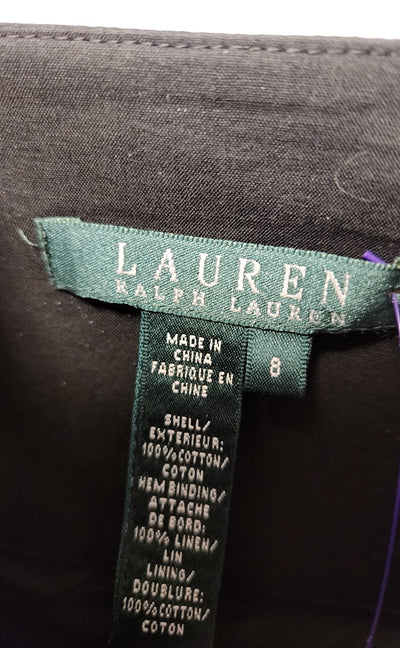 LAUREN
RALPH LAUREN
MADE IN
CHINA
FABRIQUE EN
CHINE
8
SHELL/
EXTERIEUR:
100% COTTON/
COTON
HEM BINDING/
ATTACHE
DE BORD:
100% LINEN/
LIN
LINING/
DOUBLURE:
100% COTTON/
COTON